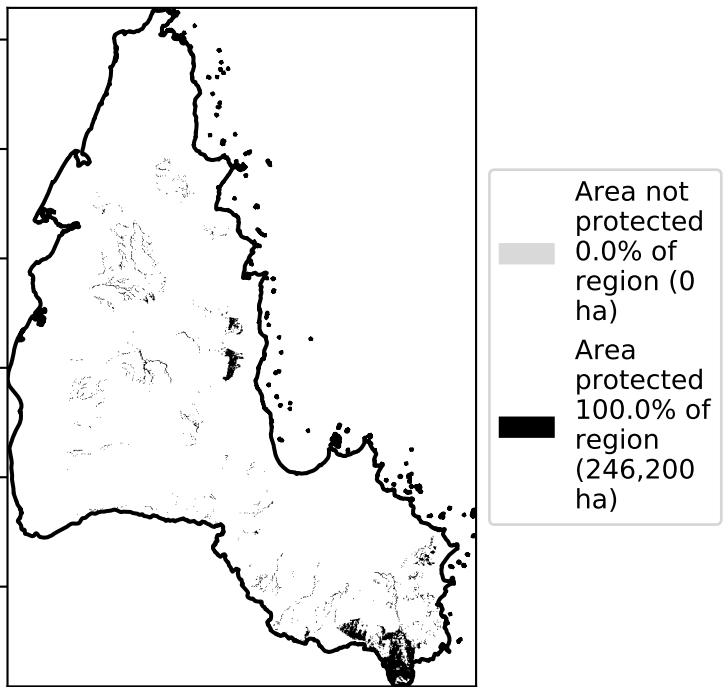 Area not
protected
0.0% of
region (0
ha)
Area
protected
100.0% of
region
(246,200
ha)